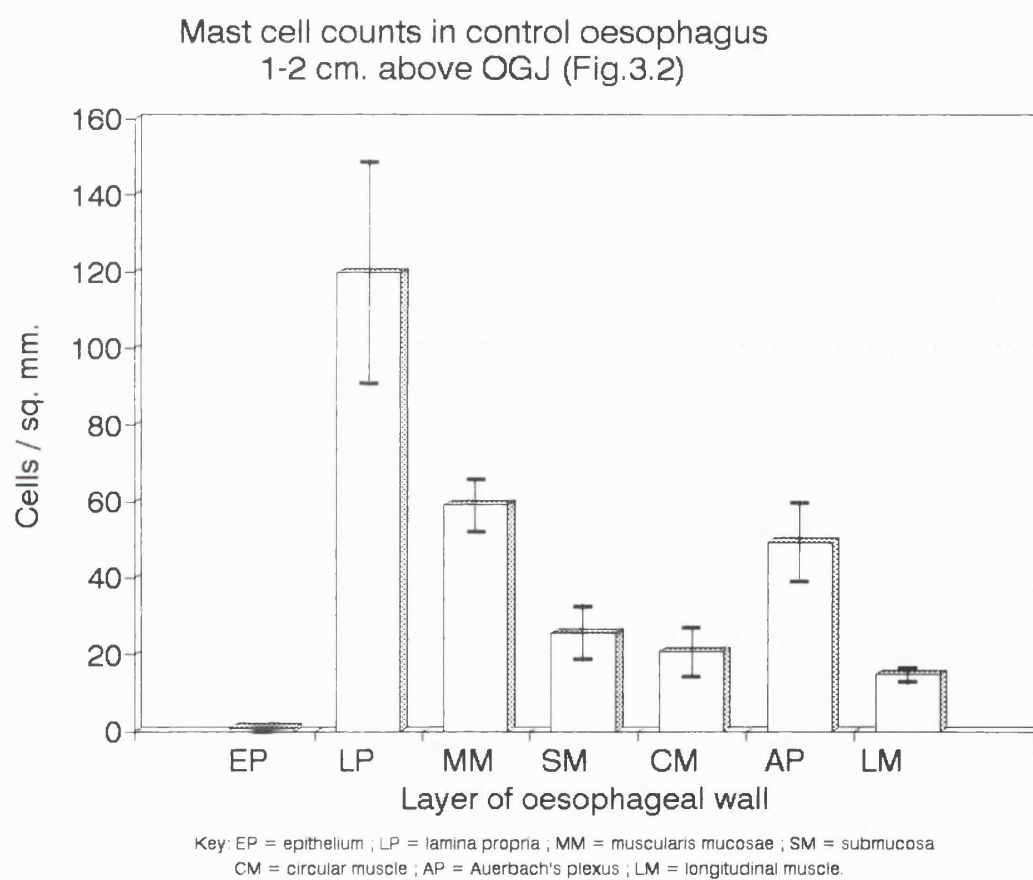 Mast cell counts in control oesophagus
1-2 cm. above OGJ (Fig.3.2)
Cells / sq. mm.
160
140
120
100
80
60
40
20
0
EP LP MM SM CM AP LM
Layer of oesophageal wall
Key: EP = epithelium ; LP = lamina propria ; MM = muscularis mucosae ; SM = submucosa
CM = circular muscle ; AP = Auerbach's plexus ; LM = longitudinal muscle.